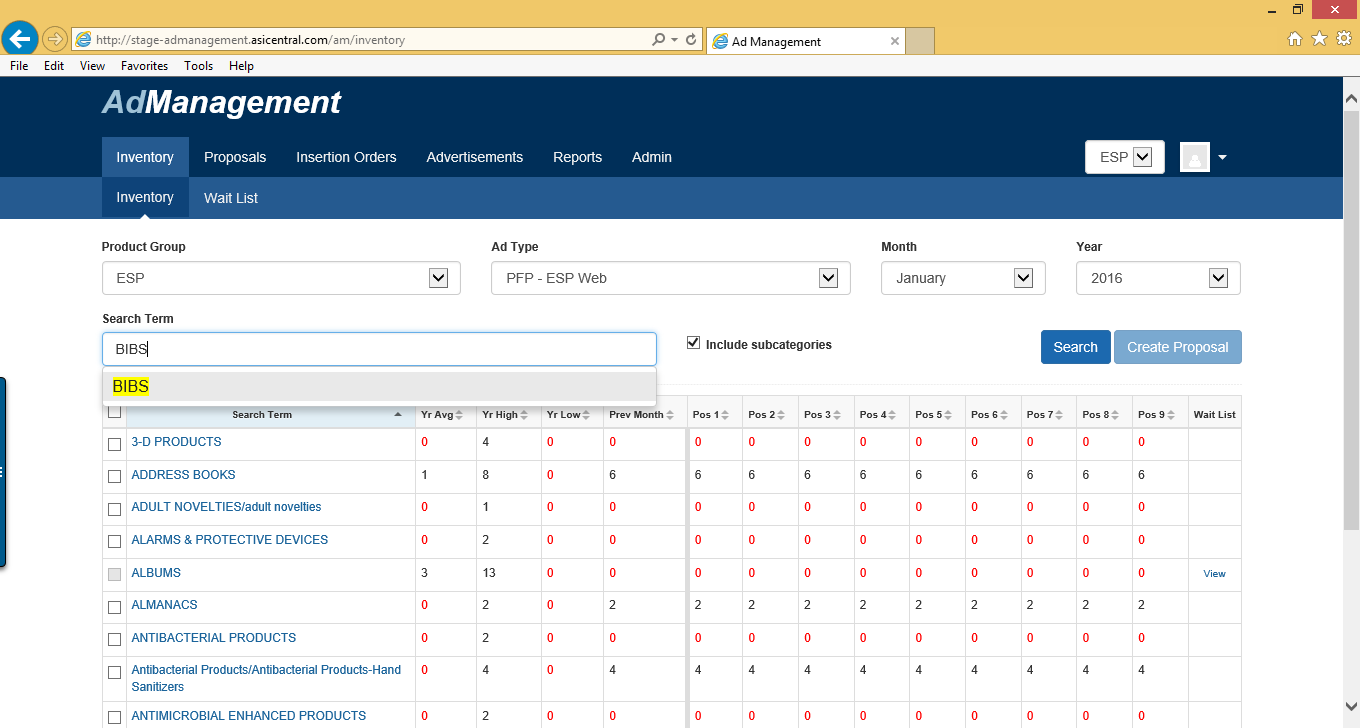 http://stage-admanagement.asicentral.com/am/inventory
Ad Management
File Edit View Favorites Tools Help
AdManagement
Inventory Proposals Insertion Orders Advertisements Reports Admin ESP
Inventory Wait List
Product Group Ad Type Month Year
ESP PFP - ESP Web January 2016
Search Term
BIBS Include subcategories Search Create Proposal
BIBS
Search Term Yr Avg Yr High Yr Low Prev Month Pos 1 Pos 2 Pos 3 Pos 4 Pos 5 Pos 6 Pos 7 Pos 8 Pos 9 Wait List
3-D PRODUCTS 0 4 0 0 0 0 0 0 0 0 0 0 0
ADDRESS BOOKS 1 8 0 6 6 6 6 6 6 6 6 6 6
ADULT NOVELTIES/adult novelties 0 1 0 0 0 0 0 0 0 0 0 0 0
ALARMS & PROTECTIVE DEVICES 0 2 0 0 0 0 0 0 0 0 0 0 0
ALBUMS 3 13 0 0 0 0 0 0 0 0 0 0 0 View
ALMANACS 0 2 0 2 2 2 2 2 2 2 2 2 2
ANTIBACTERIAL PRODUCTS 0 2 0 0 0 0 0 0 0 0 0 0 0
Antibacterial Products/Antibacterial Products-Hand 0 4 0 4 4 4 4 4 4 4 4 4 4
Sanitizers
ANTIMICROBIAL ENHANCED PRODUCTS 0 2 0 0 0 0 0 0 0 0 0 0 0